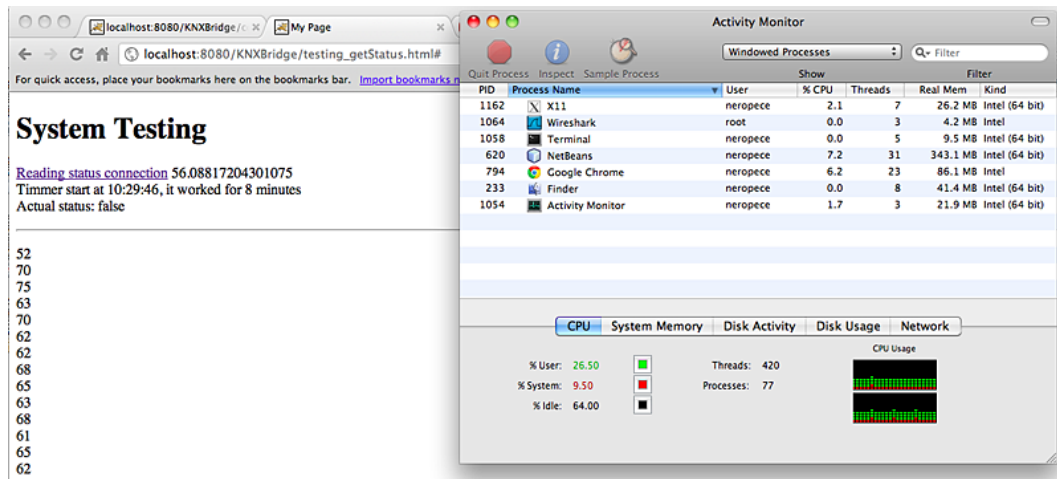 localhost:8080/KNXBridge/c
My Page
localhost:8080/KNXBridge/testing_getStatus.html#
For quick access, place your bookmarks here on the bookmarks bar. Import bookmarks
System Testing
Reading status connection 56.08817204301075
Timmer start at 10:29:46, it worked for 8 minutes
Actual status: false
52
70
75
63
70
62
62
68
65
63
68
61
65
62
Activity Monitor
Windowed Processes
Filter
Quit Process Inspect Sample Process Show Filter
PID Process Name User % CPU Threads Real Mem Kind
1162 X11 neropece 2.1 7 26.2 MB Intel (64 bit)
1064 Wireshark root 0.0 3 4.2 MB Intel
1058 Terminal neropece 0.0 5 9.5 MB Intel (64 bit)
620 NetBeans neropece 7.2 31 343.1 MB Intel (64 bit)
794 Google Chrome neropece 6.2 23 86.1 MB Intel
233 Finder neropece 0.0 8 41.4 MB Intel (64 bit)
1054 Activity Monitor neropece 1.7 3 21.9 MB Intel (64 bit)
CPU System Memory Disk Activity Disk Usage Network
CPU Usage
% User: 26.50 Threads: 420
% System: 9.50 Processes: 77
% Idle: 64.00